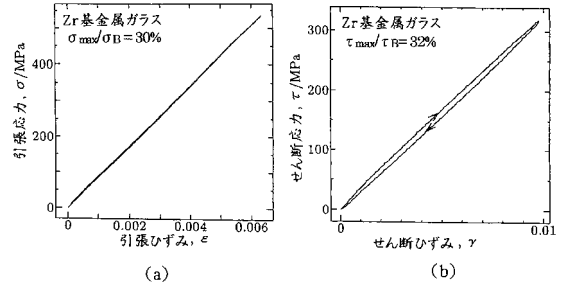 Zr基金属ガラス
σmax/σB=30%
引張応力, σ/MPa
400
200
0
0
0.002
0.004
0.006
引張ひずみ, ε
(a)
Zr基金属ガラス
τmax/τB=32%
せん断応力, τ/MPa
300
200
100
0
0
0.01
せん断ひずみ, γ
(b)